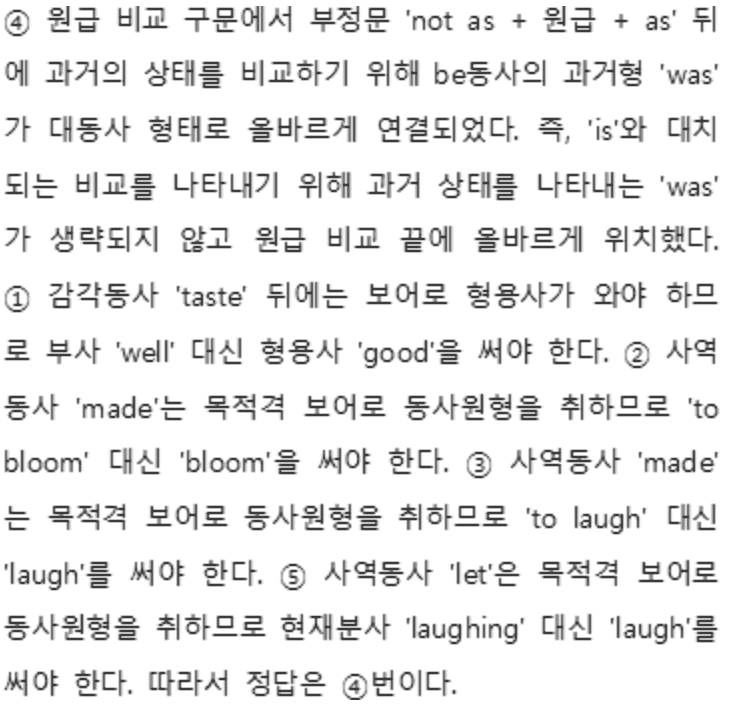 ④ 원급 비교 구문에서 부정문 'not as + 원급 + as' 뒤
에 과거의 상태를 비교하기 위해 be동사의 과거형 'was'
가 대동사 형태로 올바르게 연결되었다. 즉, 'is'와 대치
되는 비교를 나타내기 위해 과거 상태를 나타내는 'was'
가 생략되지 않고 원급 비교 끝에 올바르게 위치했다.
① 감각동사 'taste' 뒤에는 보어로 형용사가 와야 하므
로 부사 'well' 대신 형용사 'good'을 써야 한다. ② 사역
동사 'made'는 목적격 보어로 동사원형을 취하므로 'to
bloom' 대신 'bloom'을 써야 한다. ③ 사역동사 'made'
는 목적격 보어로 동사원형을 취하므로 'to laugh' 대신
'laugh'를 써야 한다. ⑤ 사역동사 'let'은 목적격 보어로
동사원형을 취하므로 현재분사 'laughing' 대신 'laugh'를
써야 한다. 따라서 정답은 ④번이다.